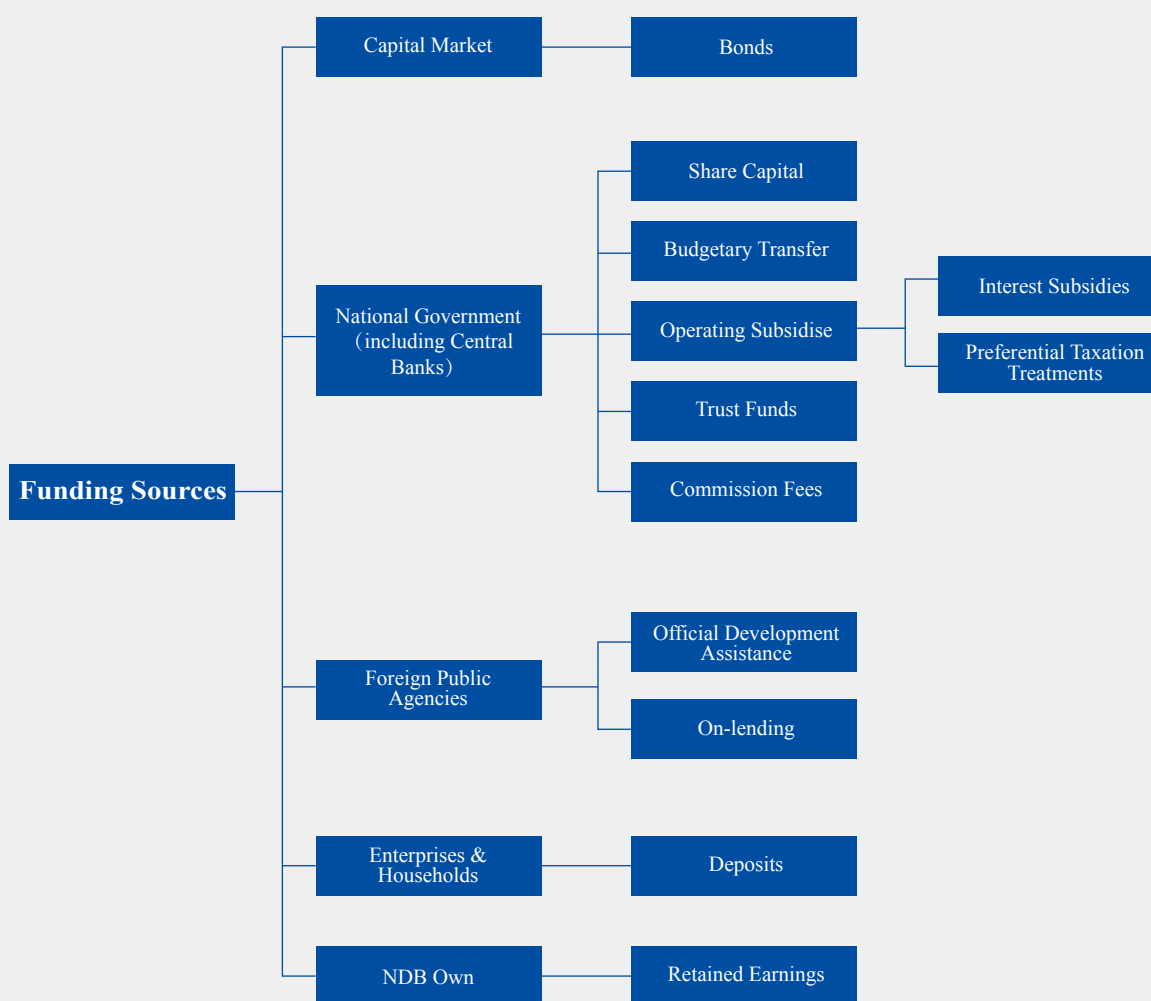 Capital Market
Bonds
Share Capital
Budgetary Transfer
National Government
（including Central
Banks）
Operating Subsidise
Interest Subsidies
Preferential Taxation
Treatments
Trust Funds
Commission Fees
Funding Sources
Foreign Public
Agencies
Official Development
Assistance
On-lending
Enterprises &
Households
Deposits
NDB Own
Retained Earnings